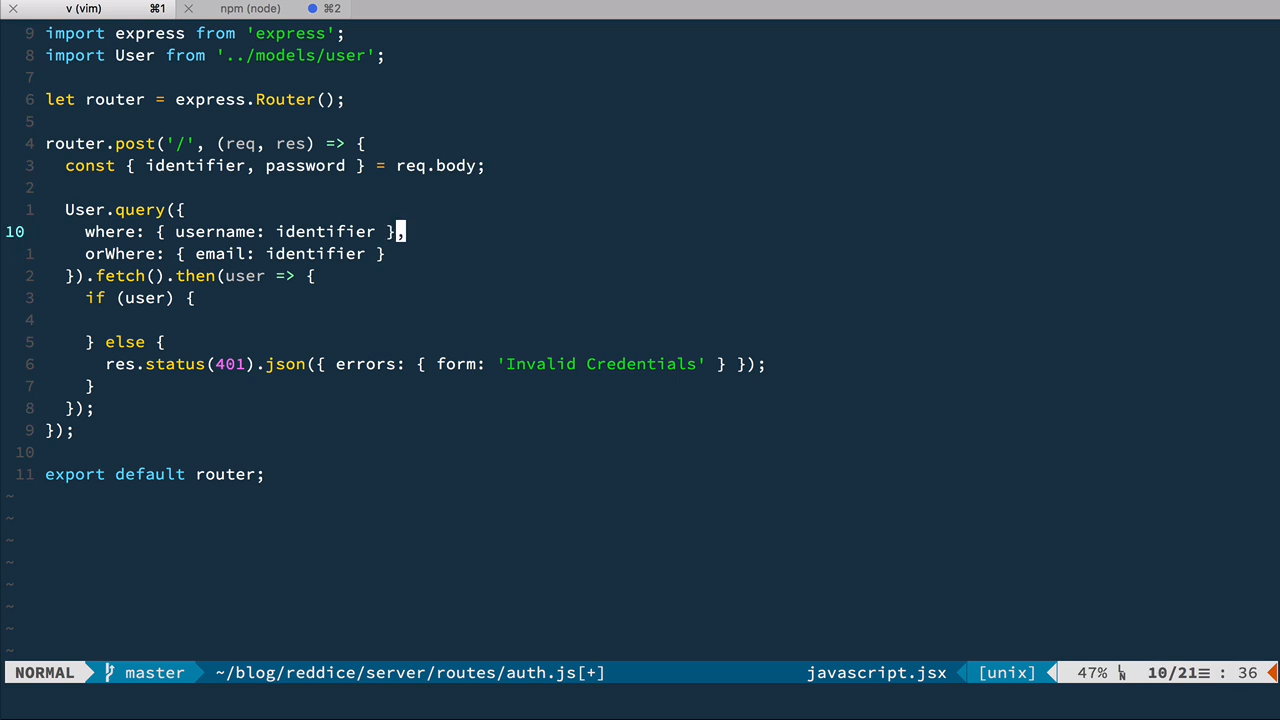 v (vim) ⌘1 npm (node) ⌘2
9 import express from 'express';
8 import User from '../models/user';
7
6 let router = express.Router();
5
4 router.post('/', (req, res) => {
3   const { identifier, password } = req.body;
2
1   User.query({
10     where: { username: identifier },
1     orWhere: { email: identifier }
2   }).fetch().then(user => {
3     if (user) {
4
5     } else {
6       res.status(401).json({ errors: { form: 'Invalid Credentials' } });
7     }
8   });
9 });
10
11 export default router;
~
~
~
~
~
~
~
~
NORMAL master ~/blog/reddice/server/routes/auth.js[+] javascript.jsx [unix] 47% LN 10/21≡ : 36